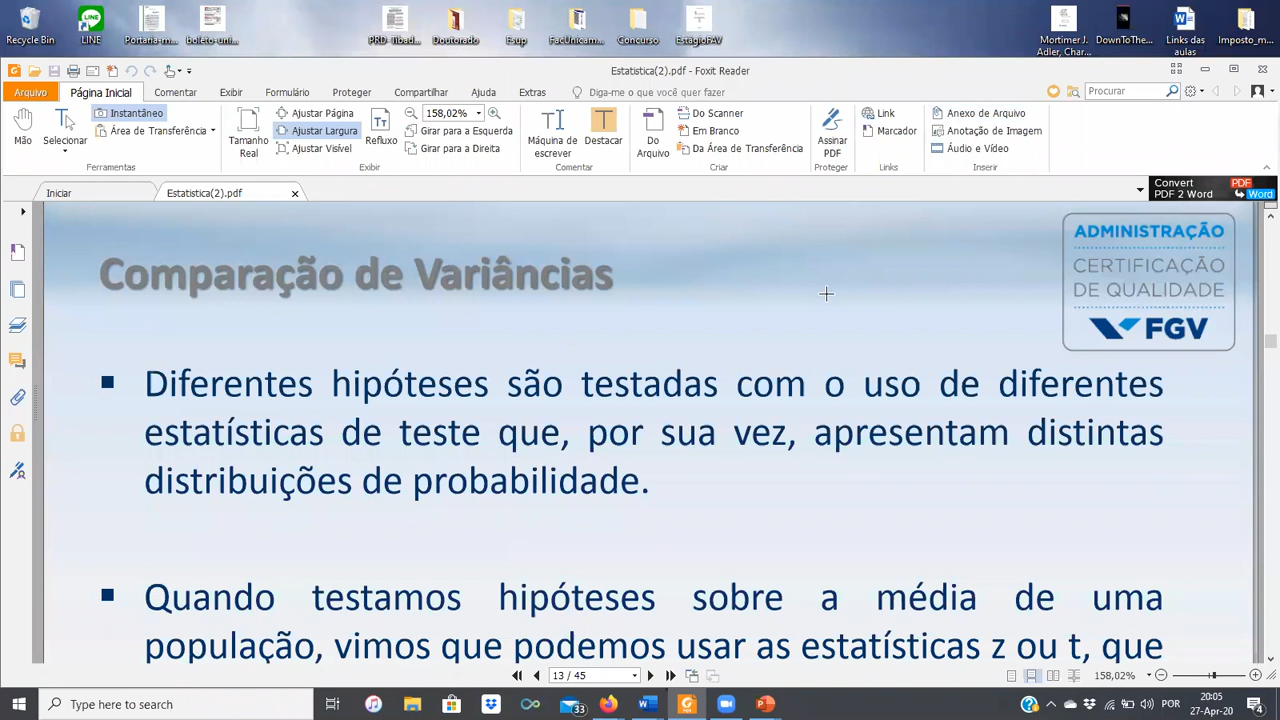 Recycle Bin
LINE
Portaria-m...
boleto-uni...
PRD-Tibad...
Doutorado
Esup
FacUnicam...
Concurso
EstagioFAV
Mortimer J. Adler, Char...
DownToThe...
Links das aulas
Imposto_m...
Estatistica(2).pdf - Foxit Reader
Arquivo
Página Inicial
Comentar
Exibir
Formulário
Proteger
Compartilhar
Ajuda
Extras
Diga-me o que você quer fazer
Procurar
Mão
Selecionar
Instantâneo
Área de Transferência
Ferramentas
Tamanho Real
Ajustar Página
Ajustar Largura
Ajustar Visível
Refluxo
158,02%
Girar para a Esquerda
Girar para a Direita
Exibir
Máquina de escrever
Destacar
Comentar
Do Arquivo
Do Scanner
Em Branco
Da Área de Transferência
Criar
Assinar PDF
Proteger
Link
Marcador
Links
Anexo de Arquivo
Anotação de Imagem
Áudio e Vídeo
Inserir
Iniciar
Estatistica(2).pdf
Convert
PDF 2 Word
PDF
Word
Comparação de Variâncias
ADMINISTRAÇÃO
CERTIFICAÇÃO
DE QUALIDADE
FGV
Diferentes hipóteses são testadas com o uso de diferentes
estatísticas de teste que, por sua vez, apresentam distintas
distribuições de probabilidade.
Quando testamos hipóteses sobre a média de uma
população, vimos que podemos usar as estatísticas z ou t, que
13 / 45
158,02%
Type here to search
33
POR
20:05
27-Apr-20
4